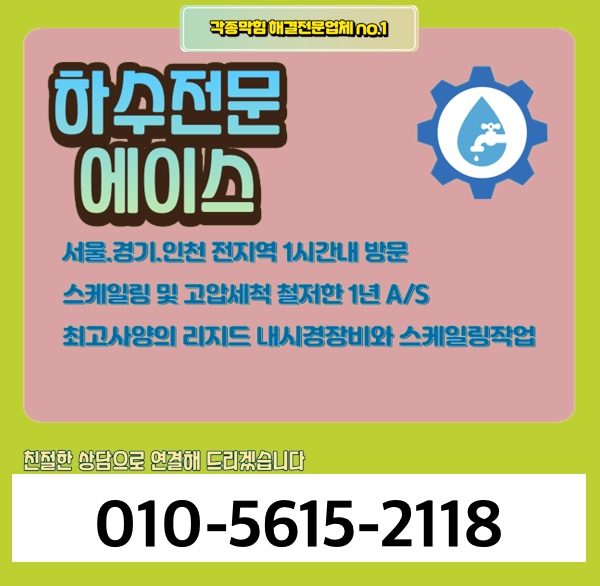 각종막힘 해결전문업체 no.1
하수전문
에이스
서울.경기.인천 전지역 1시간내 방문
스케일링 및 고압세척 철저한 1년 A/S
최고사양의 리지드 내시경장비와 스케일링작업
친절한 상담으로 연결해 드리겠습니다
010-5615-2118